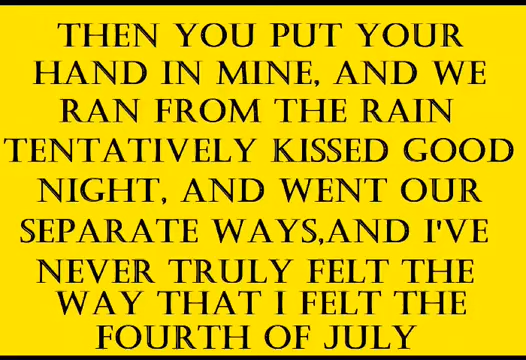 THEN YOU PUT YOUR
HAND IN MINE, AND WE
RAN FROM THE RAIN
TENTATIVELY KISSED GOOD
NIGHT, AND WENT OUR
SEPARATE WAYS,AND I'VE
NEVER TRULY FELT THE
WAY THAT I FELT THE
FOURTH OF JULY